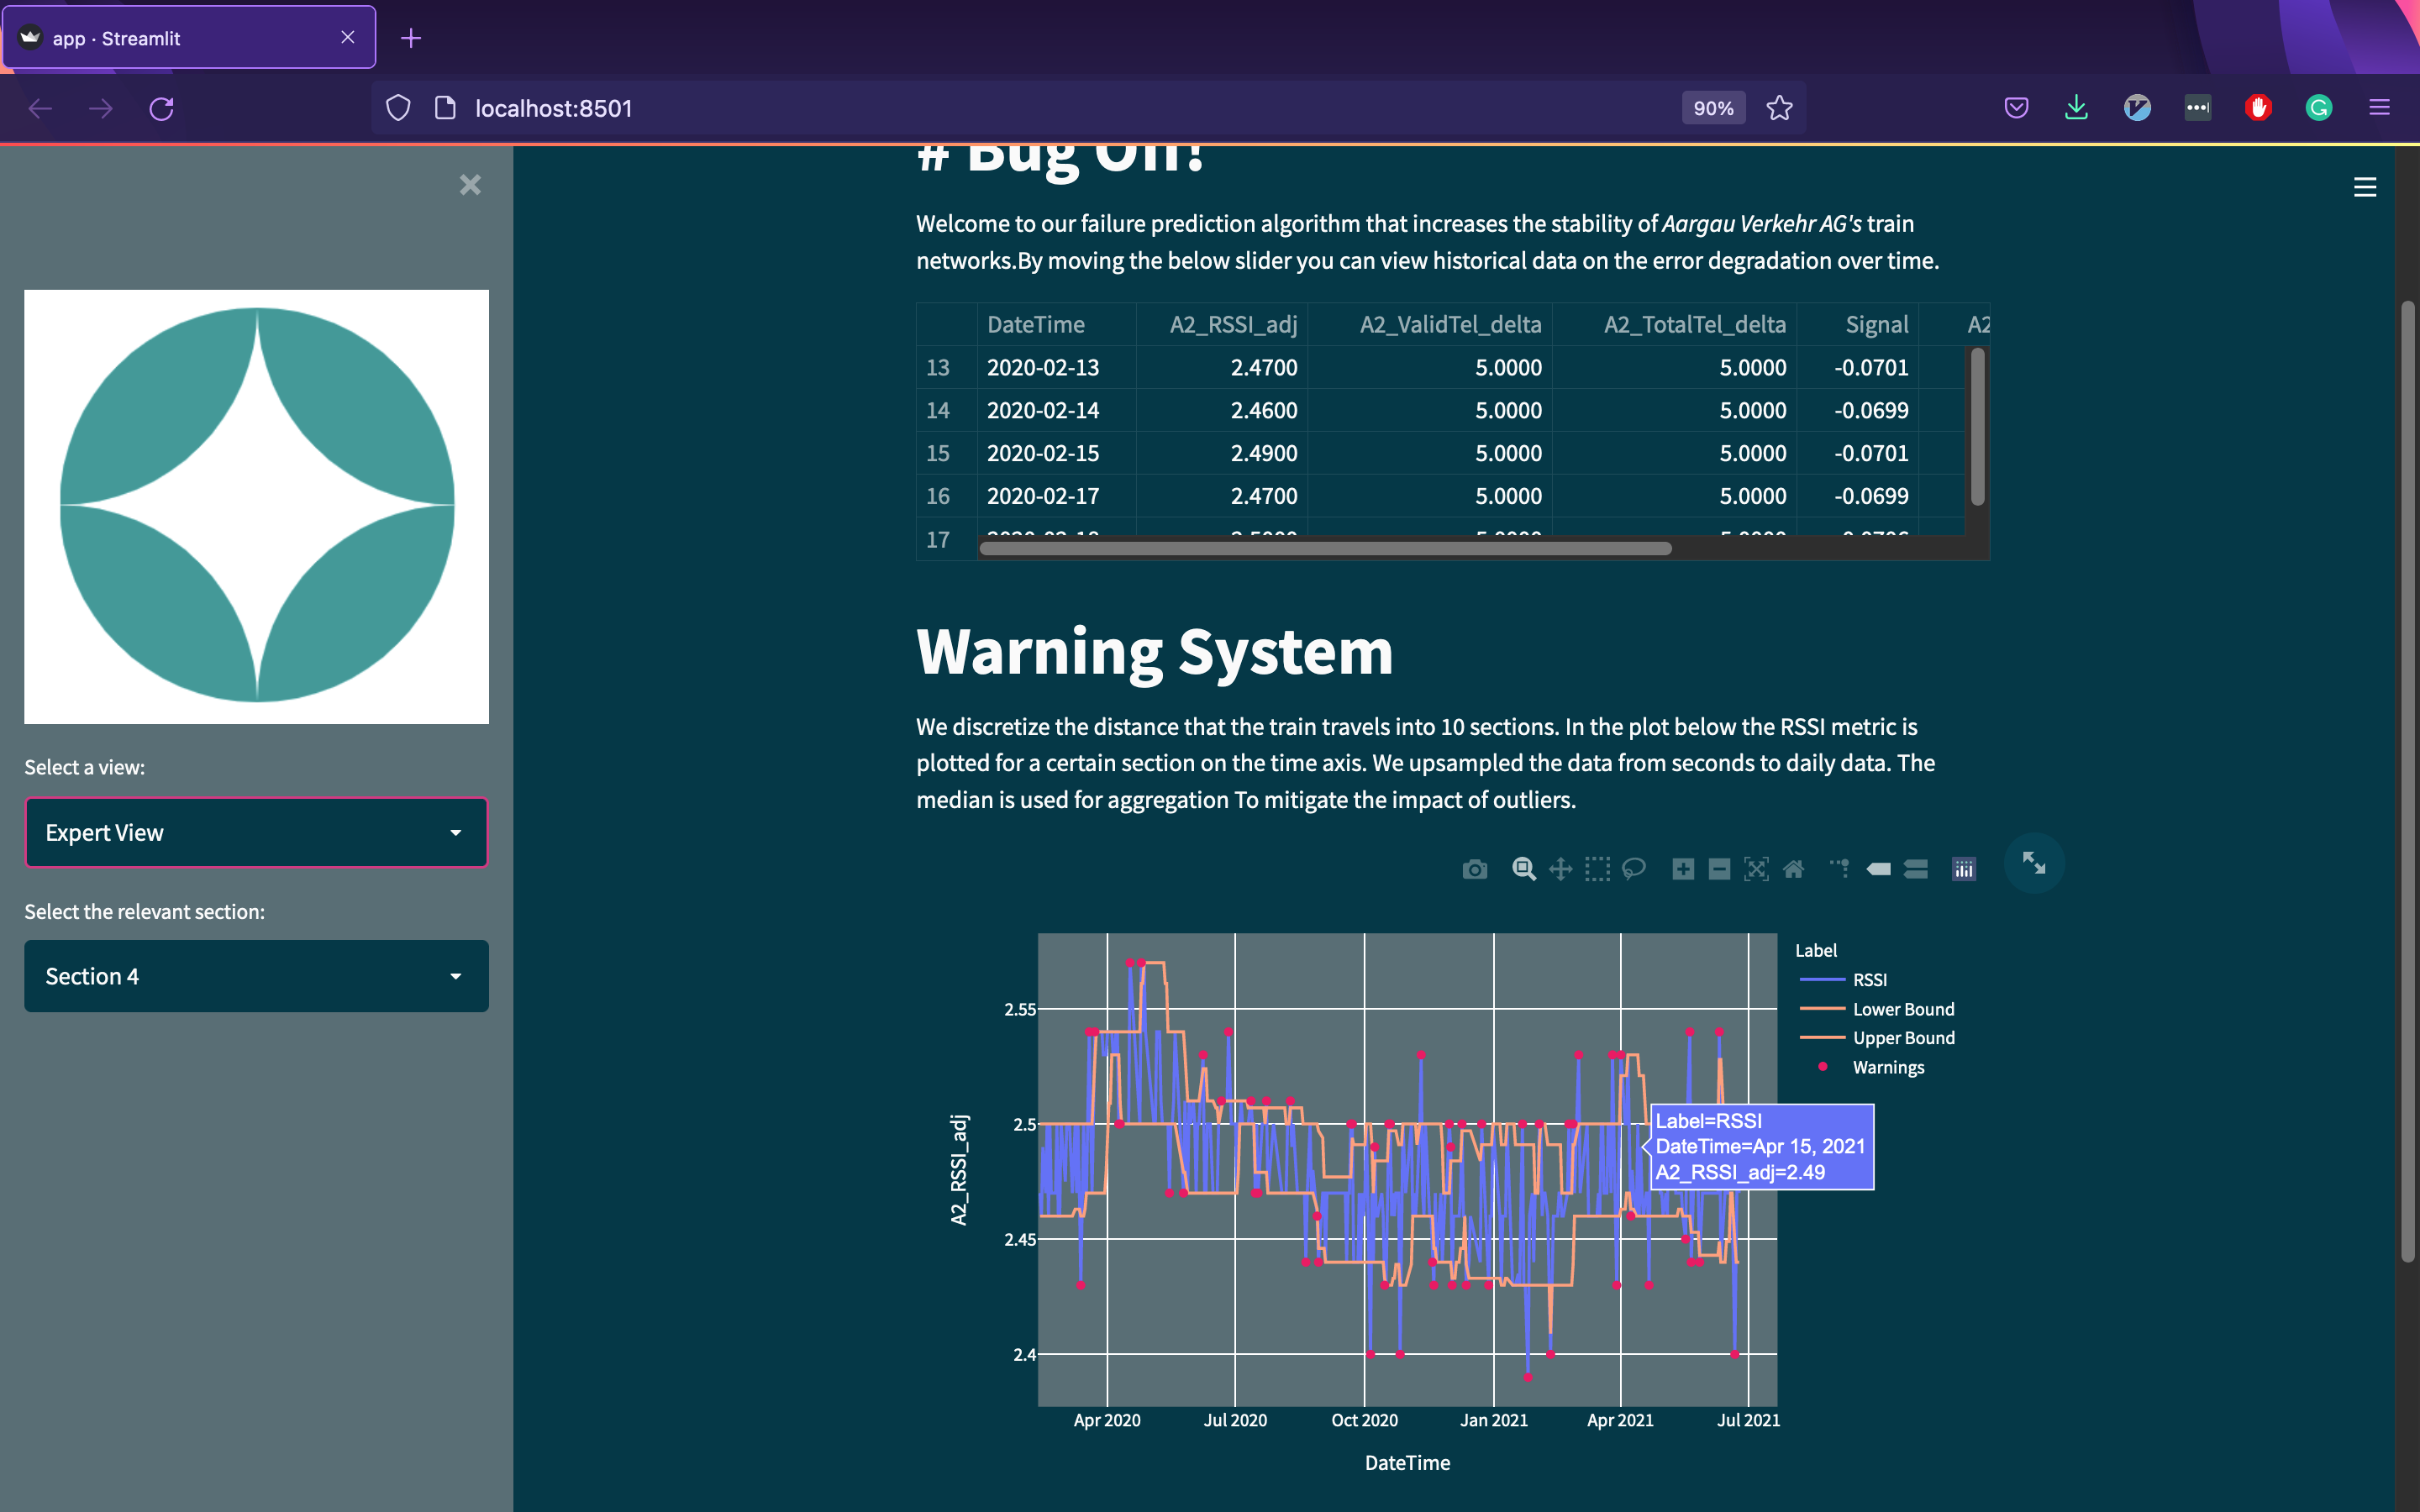 app · Streamlit
localhost:8501
90%
# Bug Off!
Welcome to our failure prediction algorithm that increases the stability of Aargau Verkehr AG's train
networks.By moving the below slider you can view historical data on the error degradation over time.
DateTime A2_RSSI_adj A2_ValidTel_delta A2_TotalTel_delta Signal A2
13 2020-02-13 2.4700 5.0000 5.0000 -0.0701
14 2020-02-14 2.4600 5.0000 5.0000 -0.0699
15 2020-02-15 2.4900 5.0000 5.0000 -0.0701
16 2020-02-17 2.4700 5.0000 5.0000 -0.0699
17
Select a view:
Expert View
Select the relevant section:
Section 4
Warning System
We discretize the distance that the train travels into 10 sections. In the plot below the RSSI metric is
plotted for a certain section on the time axis. We upsampled the data from seconds to daily data. The
median is used for aggregation To mitigate the impact of outliers.
Label
RSSI
Lower Bound
Upper Bound
Warnings
2.55
2.5
2.45
2.4
A2_RSSI_adj
Label=RSSI
DateTime=Apr 15, 2021
A2_RSSI_adj=2.49
Apr 2020 Jul 2020 Oct 2020 Jan 2021 Apr 2021 Jul 2021
DateTime